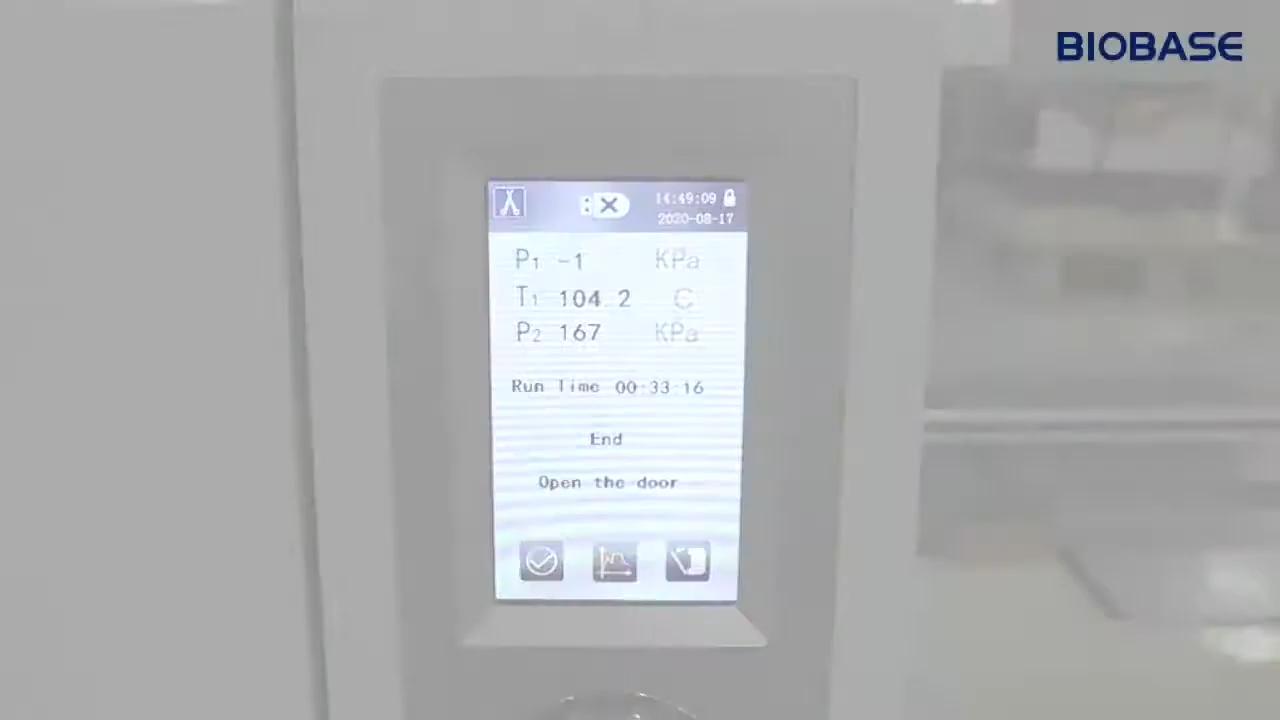 BIOBASE
14:49:09
2020-08-17
P1 -1 KPa
T1 104.2 C
P2 167 KPa
Run Time 00:33:16
End
Open the door